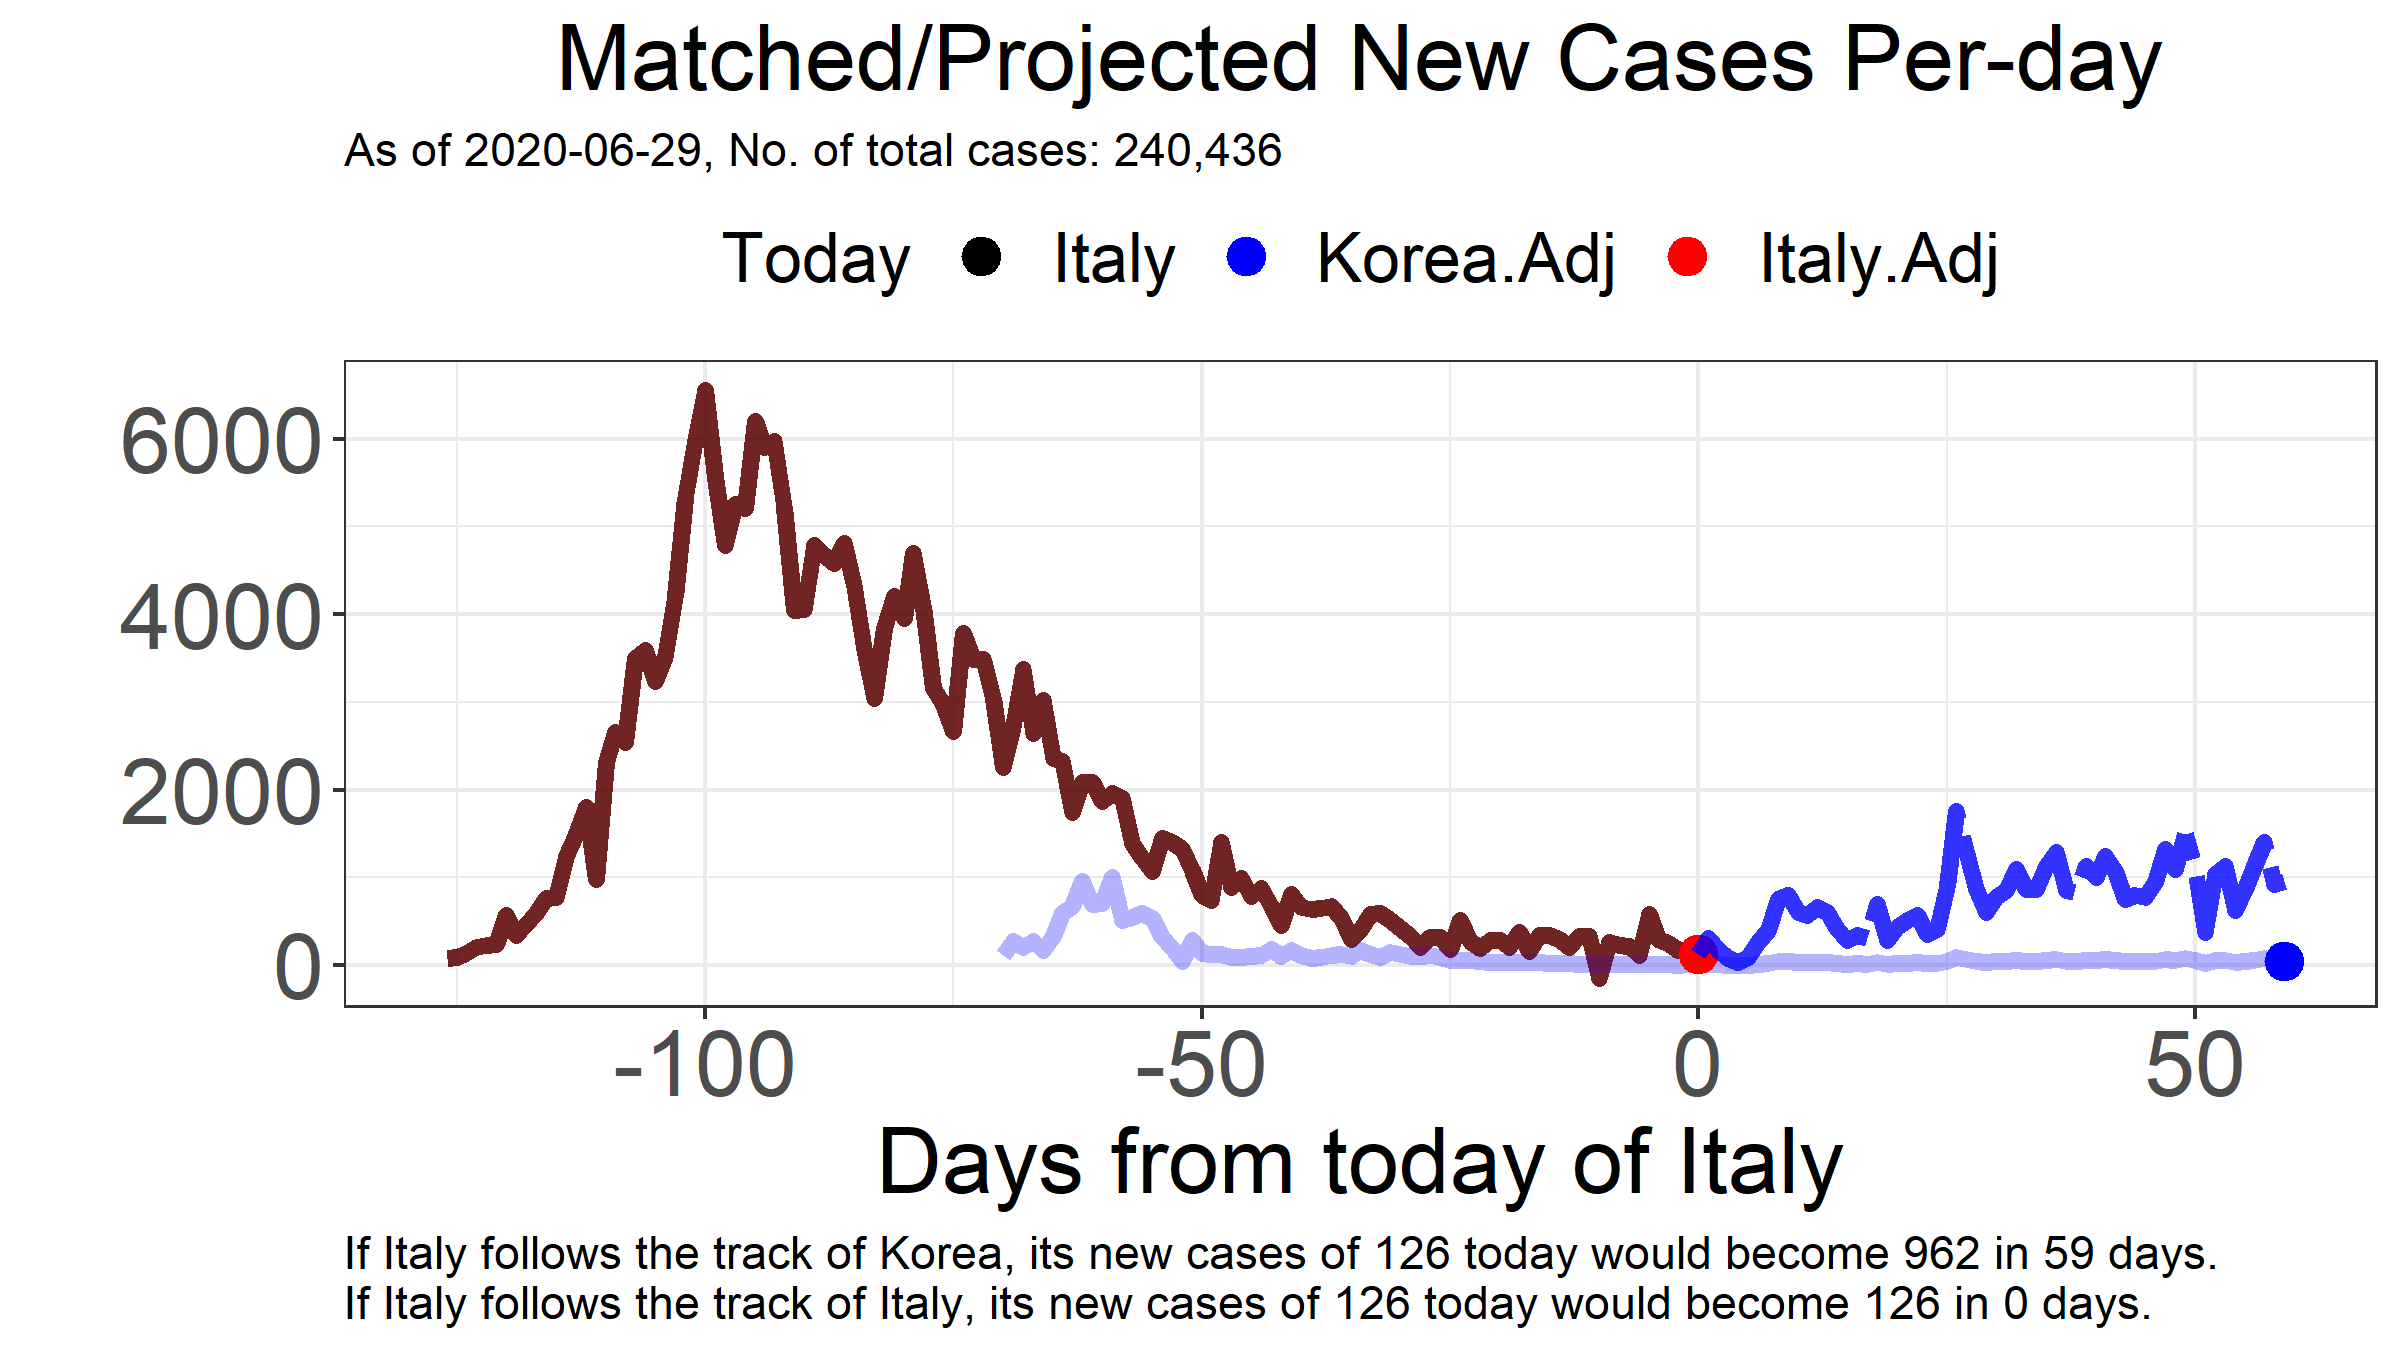 Matched/Projected New Cases Per-day
As of 2020-06-29, No. of total cases: 240,436
Today Italy Korea.Adj Italy.Adj
6000
4000
2000
0
-100 -50 0 50
Days from today of Italy
If Italy follows the track of Korea, its new cases of 126 today would become 962 in 59 days.
If Italy follows the track of Italy, its new cases of 126 today would become 126 in 0 days.